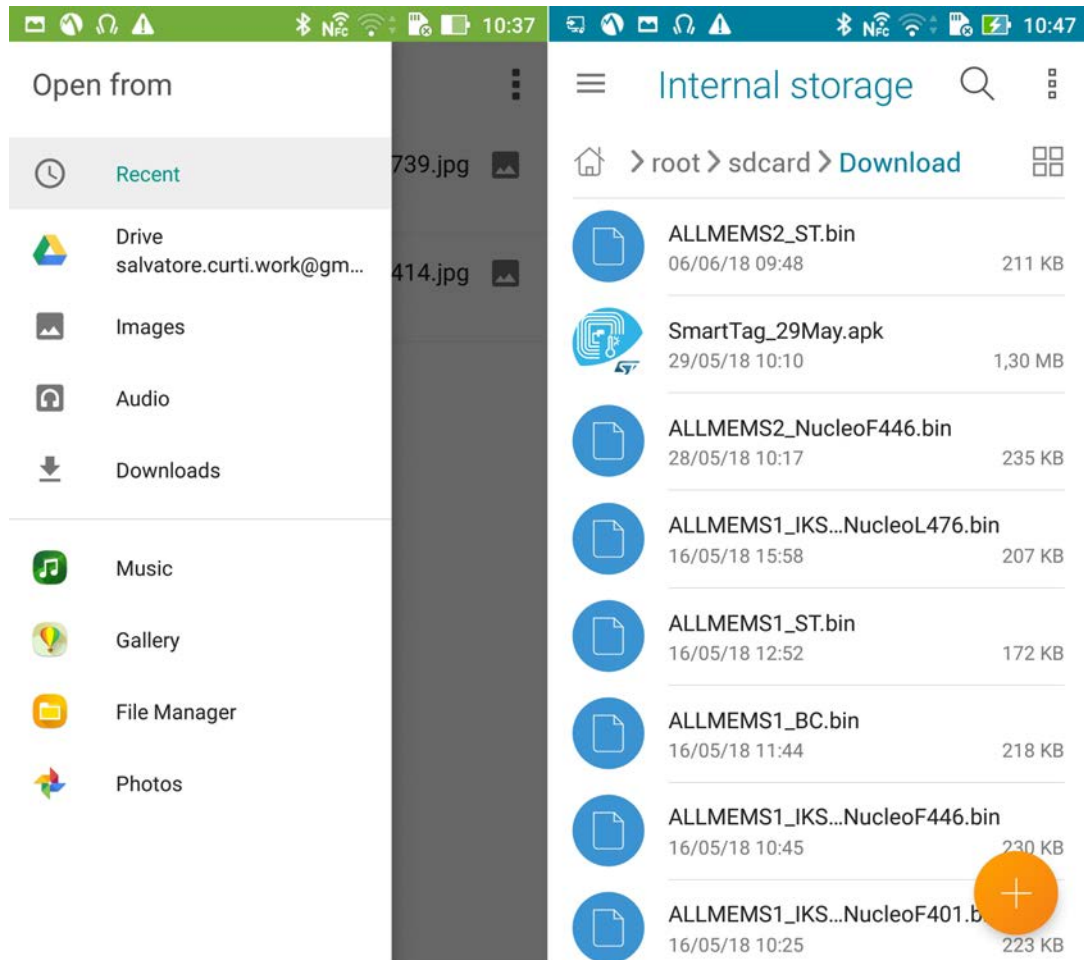 10:37
Open from
Recent
739.jpg
Drive
salvatore.curti.work@gm...
414.jpg
Images
Audio
Downloads
Music
Gallery
File Manager
Photos
10:47
Internal storage
root sdcard Download
ALLMEMS2_ST.bin
06/06/18 09:48 211 KB
SmartTag_29May.apk
29/05/18 10:10 1,30 MB
ALLMEMS2_NucleoF446.bin
28/05/18 10:17 235 KB
ALLMEMS1_IKS...NucleoL476.bin
16/05/18 15:58 207 KB
ALLMEMS1_ST.bin
16/05/18 12:52 172 KB
ALLMEMS1_BC.bin
16/05/18 11:44 218 KB
ALLMEMS1_IKS...NucleoF446.bin
16/05/18 10:45 230 KB
ALLMEMS1_IKS...NucleoF401.b
16/05/18 10:25 223 KB